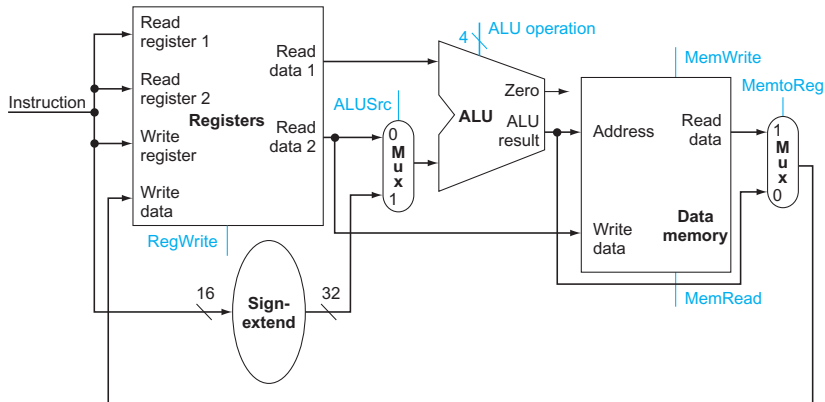 Instruction
Read
register 1
Read
register 2
Write
register
Write
data
Registers
Read
data 1
Read
data 2
RegWrite
16
Sign-
extend
32
ALUSrc
0
M
u
x
1
4
ALU operation
ALU
Zero
ALU
result
MemWrite
Address
Read
data
Write
data
Data
memory
MemRead
MemtoReg
1
M
u
x
0